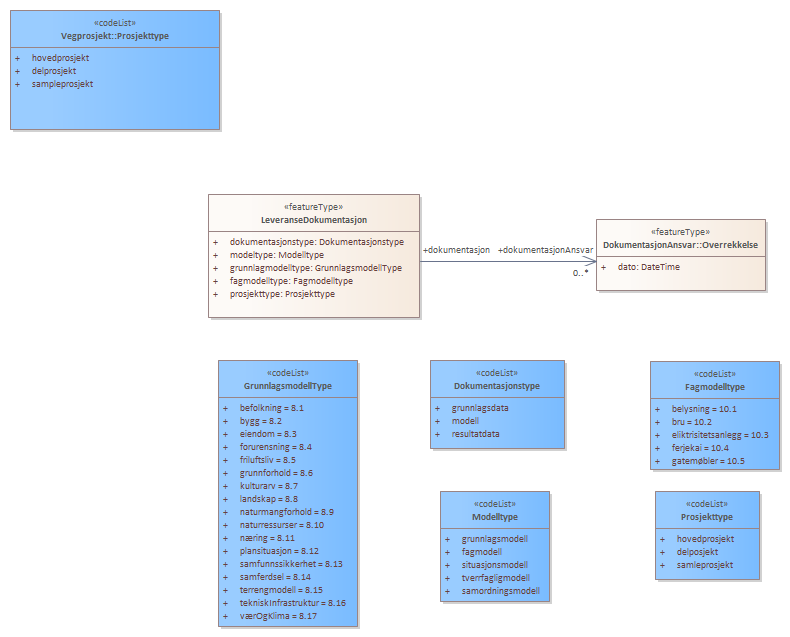 «codeList»
Vegprosjekt::Prosjekttype
+ hovedprosjekt
+ delprosjekt
+ sampleprosjekt
«featureType»
LeveranseDokumentasjon
+ dokumentasjonstype: Dokumentasjonstype
+ modeltype: Modelltype
+ grunnlagmodelltype: GrunnlagsmodellType
+ fagmodelltype: Fagmodelltype
+ prosjekttype: Prosjekttype
+dokumentasjon +dokumentasjonAnsvar
0..*
«featureType»
DokumentasjonAnsvar::Overrekkelse
+ dato: DateTime
«codeList»
GrunnlagsmodellType
+ befolkning = 8.1
+ bygg = 8.2
+ eiendom = 8.3
+ forurensning = 8.4
+ friluftsliv = 8.5
+ grunnforhold = 8.6
+ kulturarv = 8.7
+ landskap = 8.8
+ naturmangforhold = 8.9
+ naturressurser = 8.10
+ næring = 8.11
+ plansituasjon = 8.12
+ samfunnssikkerhet = 8.13
+ samferdsel = 8.14
+ terrengmodell = 8.15
+ tekniskInfrastruktur = 8.16
+ værOgKlima = 8.17
«codeList»
Dokumentasjonstype
+ grunnlagsdata
+ modell
+ resultatdata
«codeList»
Fagmodelltype
+ belysning = 10.1
+ bru = 10.2
+ eliktrisitetsanlegg = 10.3
+ ferjekai = 10.4
+ gatemøbler = 10.5
«codeList»
Modelltype
+ grunnlagsmodell
+ fagmodell
+ situasjonsmodell
+ tverrfagligmodell
+ samordningsmodell
«codeList»
Prosjekttype
+ hovedprosjekt
+ delposjekt
+ samleprosjekt